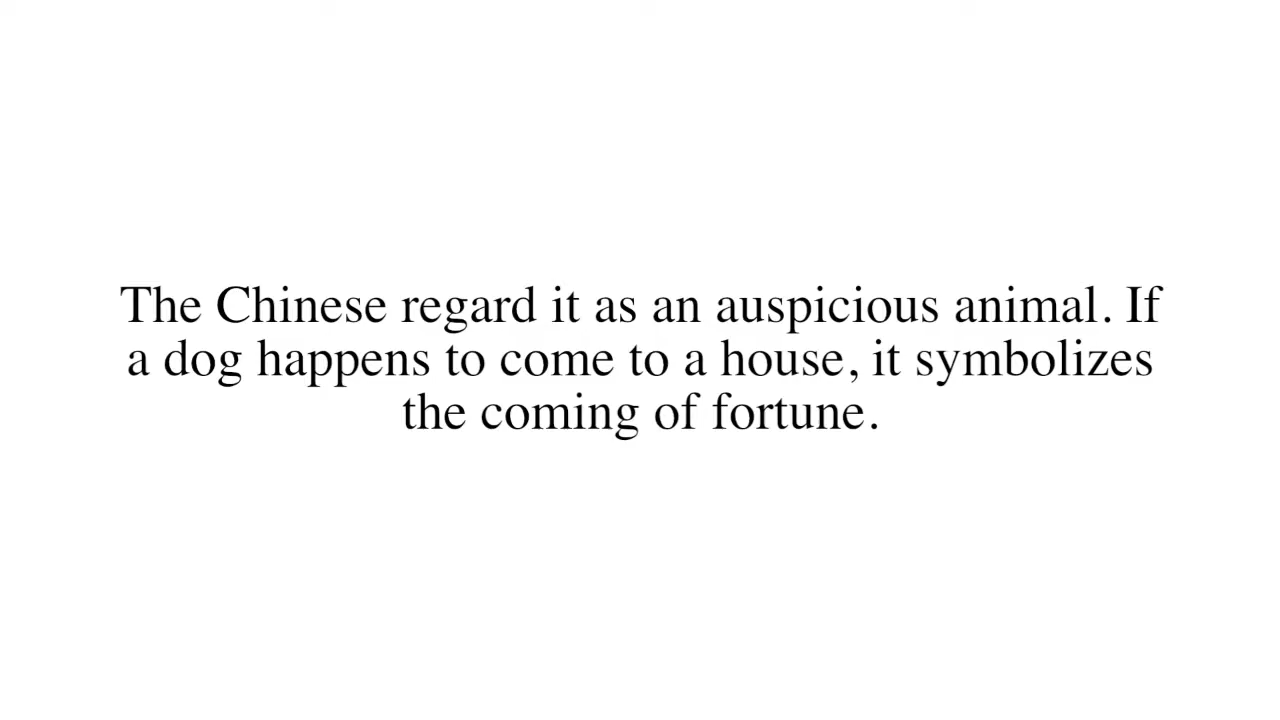 The Chinese regard it as an auspicious animal. If
a dog happens to come to a house, it symbolizes
the coming of fortune.